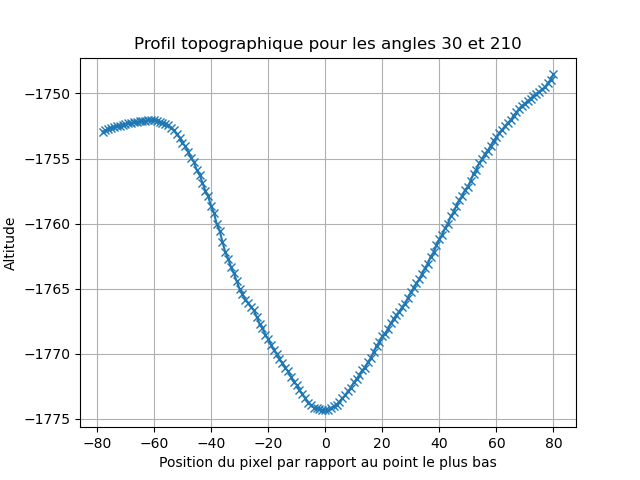 Profil topographique pour les angles 30 et 210
Altitude
−1750
−1755
−1760
−1765
−1770
−1775
−80 −60 −40 −20 0 20 40 60 80
Position du pixel par rapport au point le plus bas